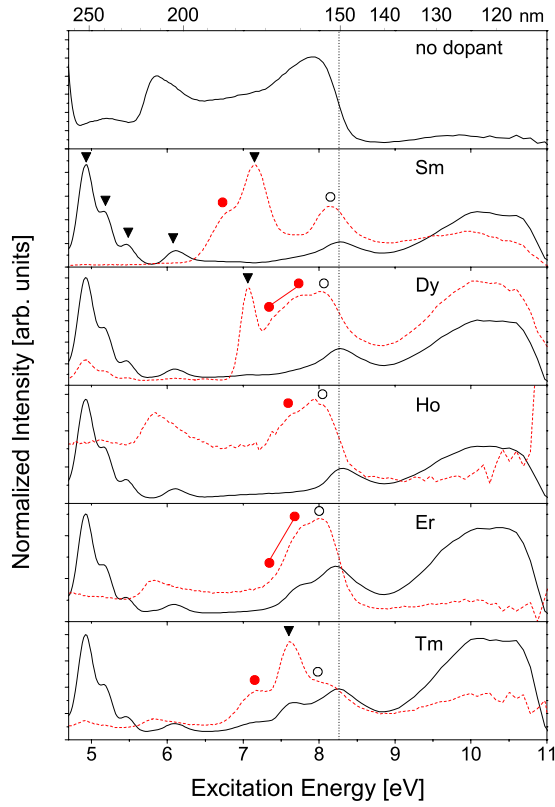 250 200 150 140 130 120 nm
no dopant
Sm
Dy
Ho
Er
Tm
Normalized Intensity [arb. units]
5 6 7 8 9 10 11
Excitation Energy [eV]